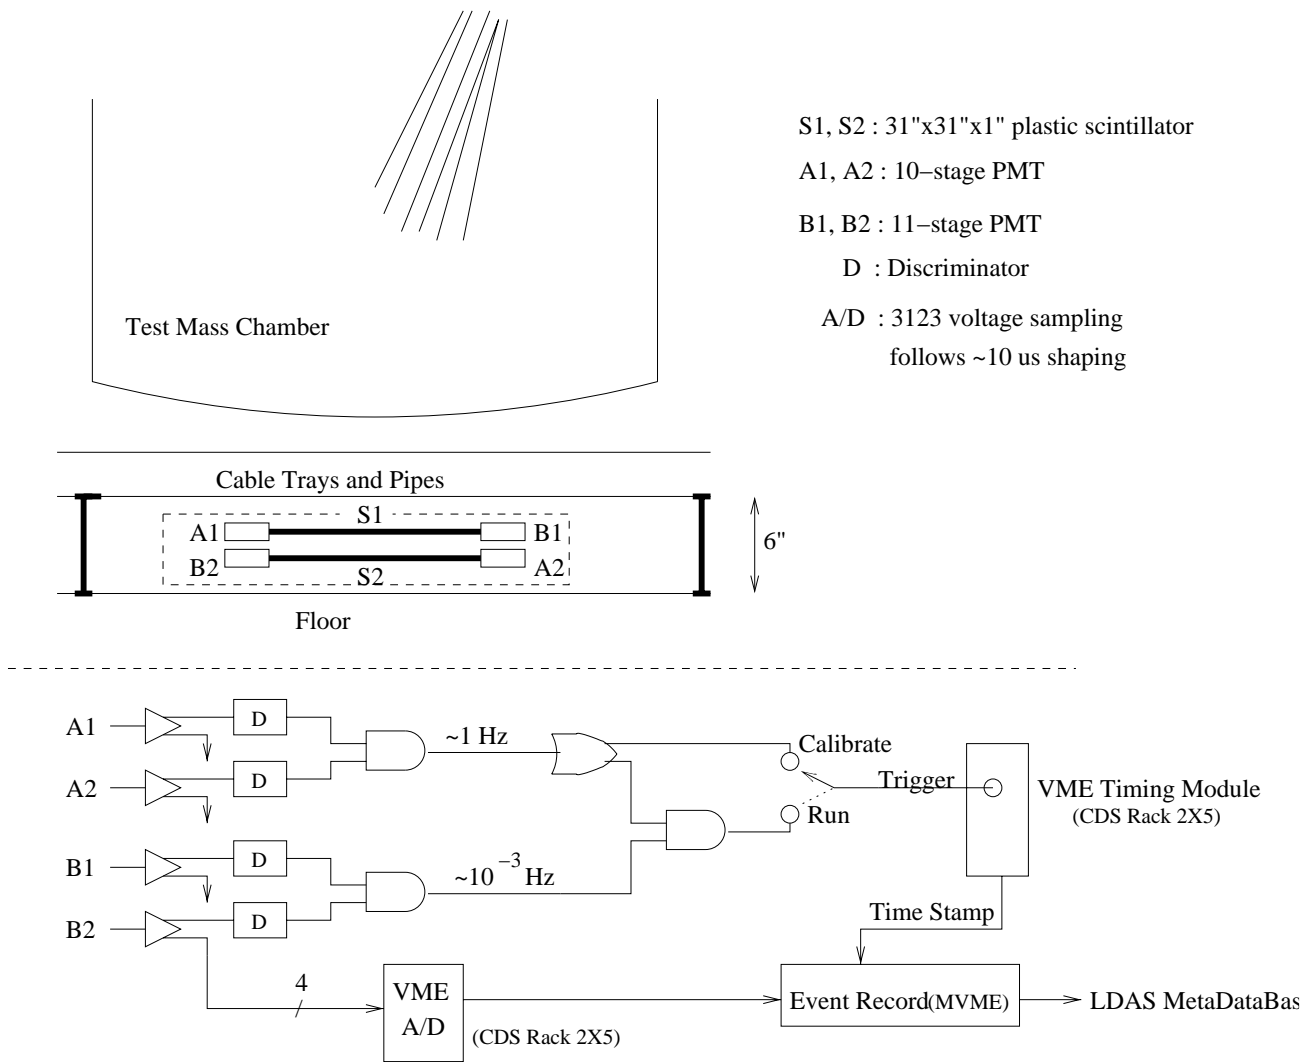 S1, S2 : 31"x31"x1" plastic scintillator
A1, A2 : 10−stage PMT
B1, B2 : 11−stage PMT
D : Discriminator
A/D : 3123 voltage sampling
follows ~10 us shaping
Test Mass Chamber
Cable Trays and Pipes
S1
A1
B1
6"
B2
A2
S2
Floor
A1
D
~1 Hz
Calibrate
A2
D
Trigger
VME Timing Module
(CDS Rack 2X5)
Run
B1
D
~10−3 Hz
B2
D
Time Stamp
4
VME
A/D
(CDS Rack 2X5)
Event Record(MVME)
LDAS MetaDataBas